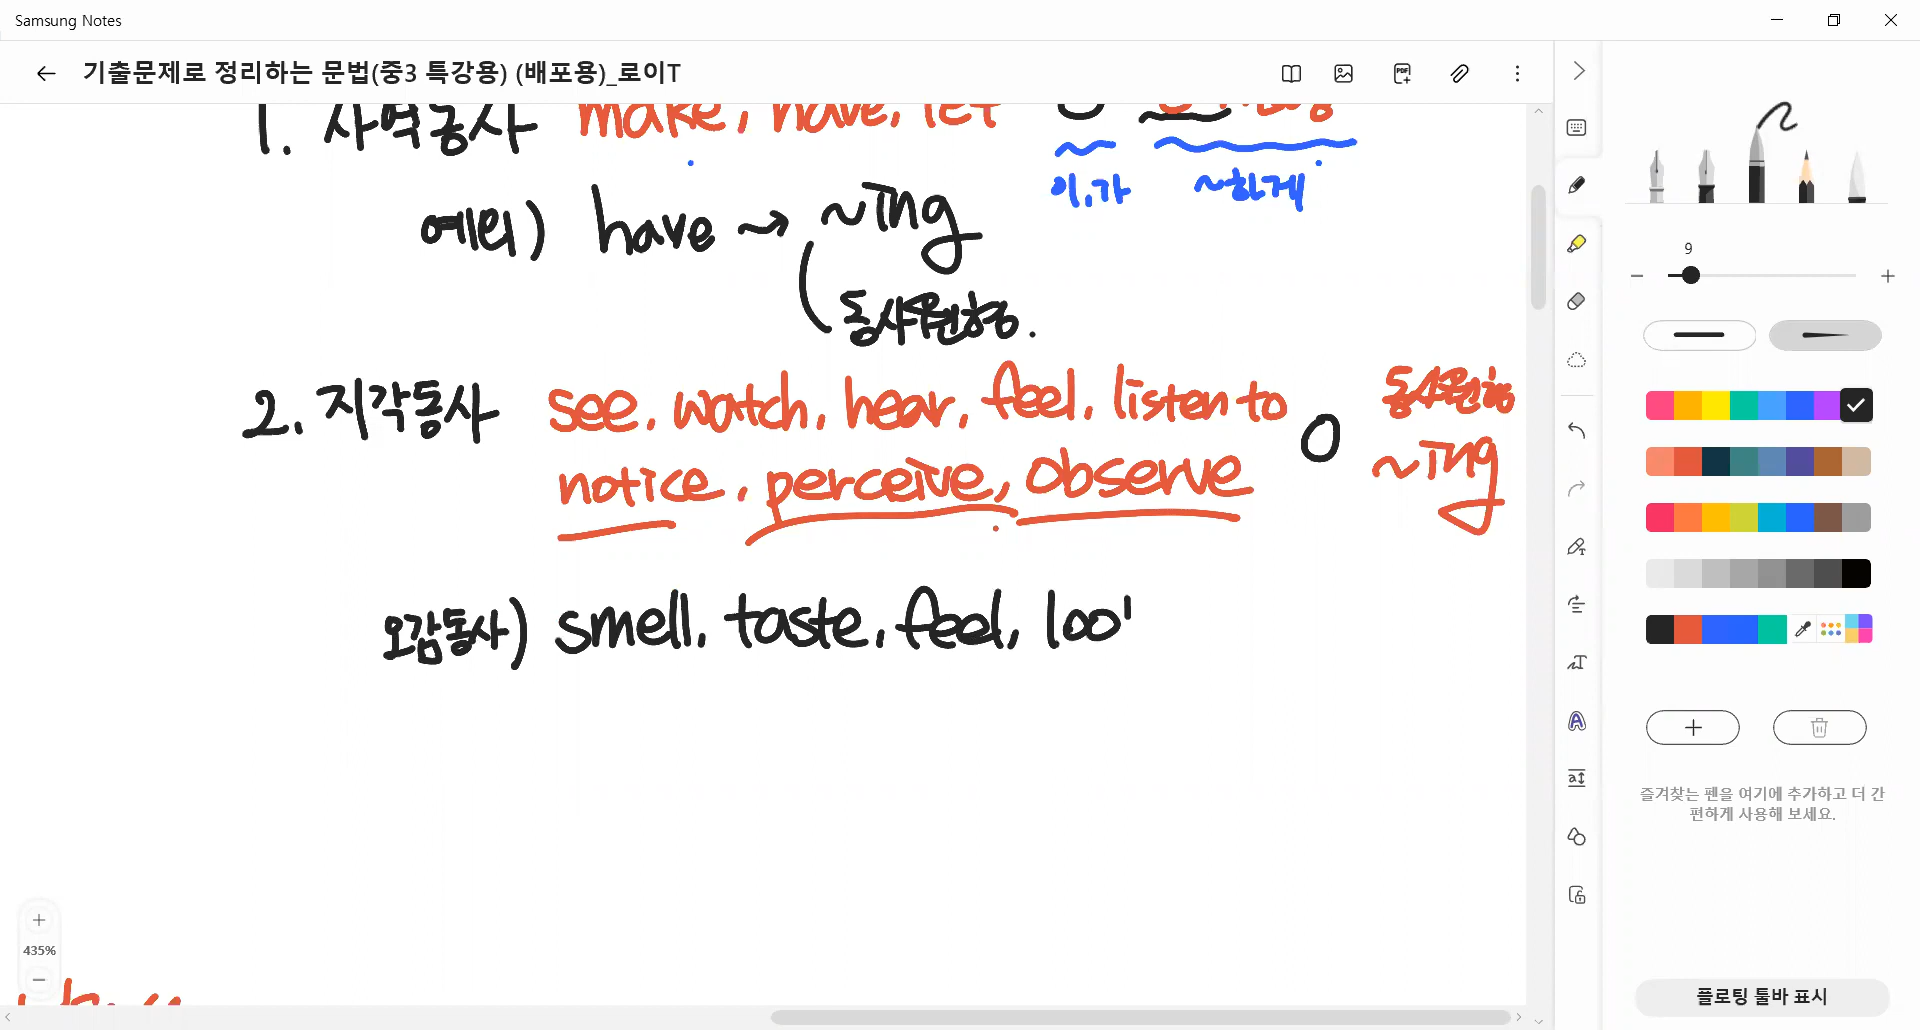 Samsung Notes
기출문제로 정리하는 문법(중3 특강용) (배포용)_로이T
1. 사역동사 make, have, let O
이,가 ~하게
예외) have → ~ing
동사원형.
2. 지각동사 see, watch, hear, feel, listen to O 동사원형
notice, perceive, observe ~ing
오감동사) smell, taste, feel, loo
9
즐겨찾는 펜을 여기에 추가하고 더 간
편하게 사용해 보세요.
435%
플로팅 툴바 표시